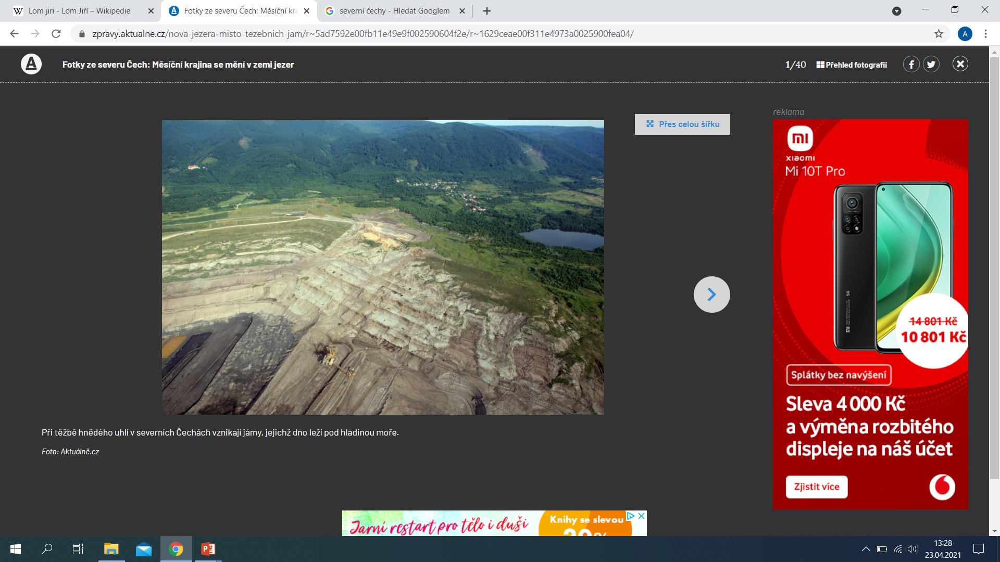 Lom jiri - Lom Jiří – Wikipedie
Fotky ze severu Čech: Měsíční kra
severní čechy - Hledat Googlem
zpravy.aktualne.cz/nova-jezera-misto-tezebnich-jam/r~5ad7592e00fb11e49e9f002590604f2e/r~1629ceae00f311e4973a0025900fea04/
A
A
Fotky ze severu Čech: Měsíční krajina se mění v zemi jezer
1/40
Přehled fotografií
Přes celou šířku
reklama
xiaomi
Mi 10T Pro
14 801 Kč
10 801 Kč
Splátky bez navýšení
Sleva 4 000 Kč
a výměna rozbitého
displeje na náš účet
Zjistit více
Při těžbě hnědého uhlí v severních Čechách vznikají jámy, jejichž dno leží pod hladinou moře.
Foto: Aktuálně.cz
Jarní restart pro tělo i duši
Knihy se slevou
13:28
23.04.2021